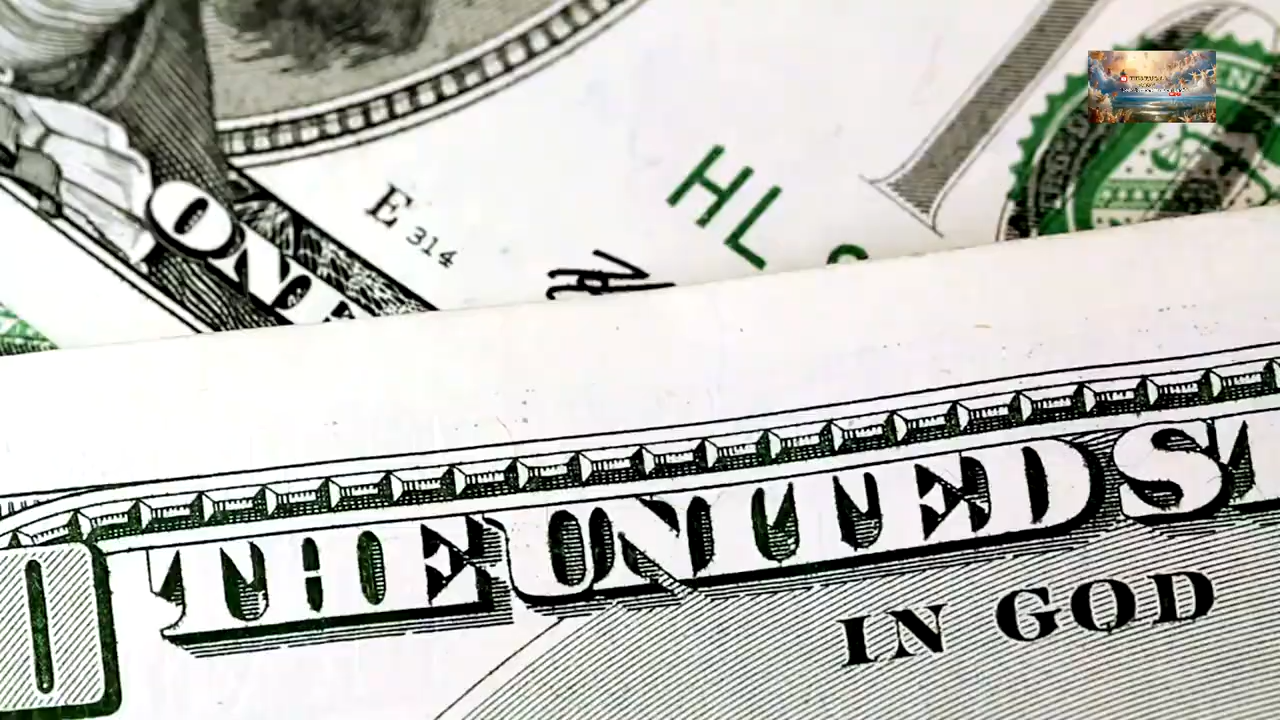 ONE
E 314
HL
THE UNITED S
IN GOD